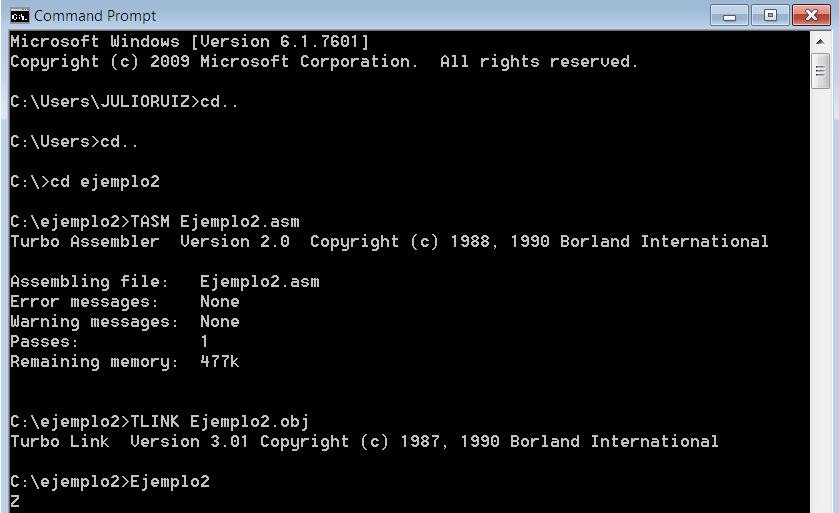 Command Prompt
Microsoft Windows [Version 6.1.7601]
Copyright (c) 2009 Microsoft Corporation.  All rights reserved.
C:\Users\JULIORUIZ>cd..
C:\Users>cd..
C:\>cd ejemplo2
C:\ejemplo2>TASM Ejemplo2.asm
Turbo Assembler  Version 2.0  Copyright (c) 1988, 1990 Borland International
Assembling file:   Ejemplo2.asm
Error messages:    None
Warning messages:  None
Passes:            1
Remaining memory:  477k
C:\ejemplo2>TLINK Ejemplo2.obj
Turbo Link  Version 3.01 Copyright (c) 1987, 1990 Borland International
C:\ejemplo2>Ejemplo2
Z